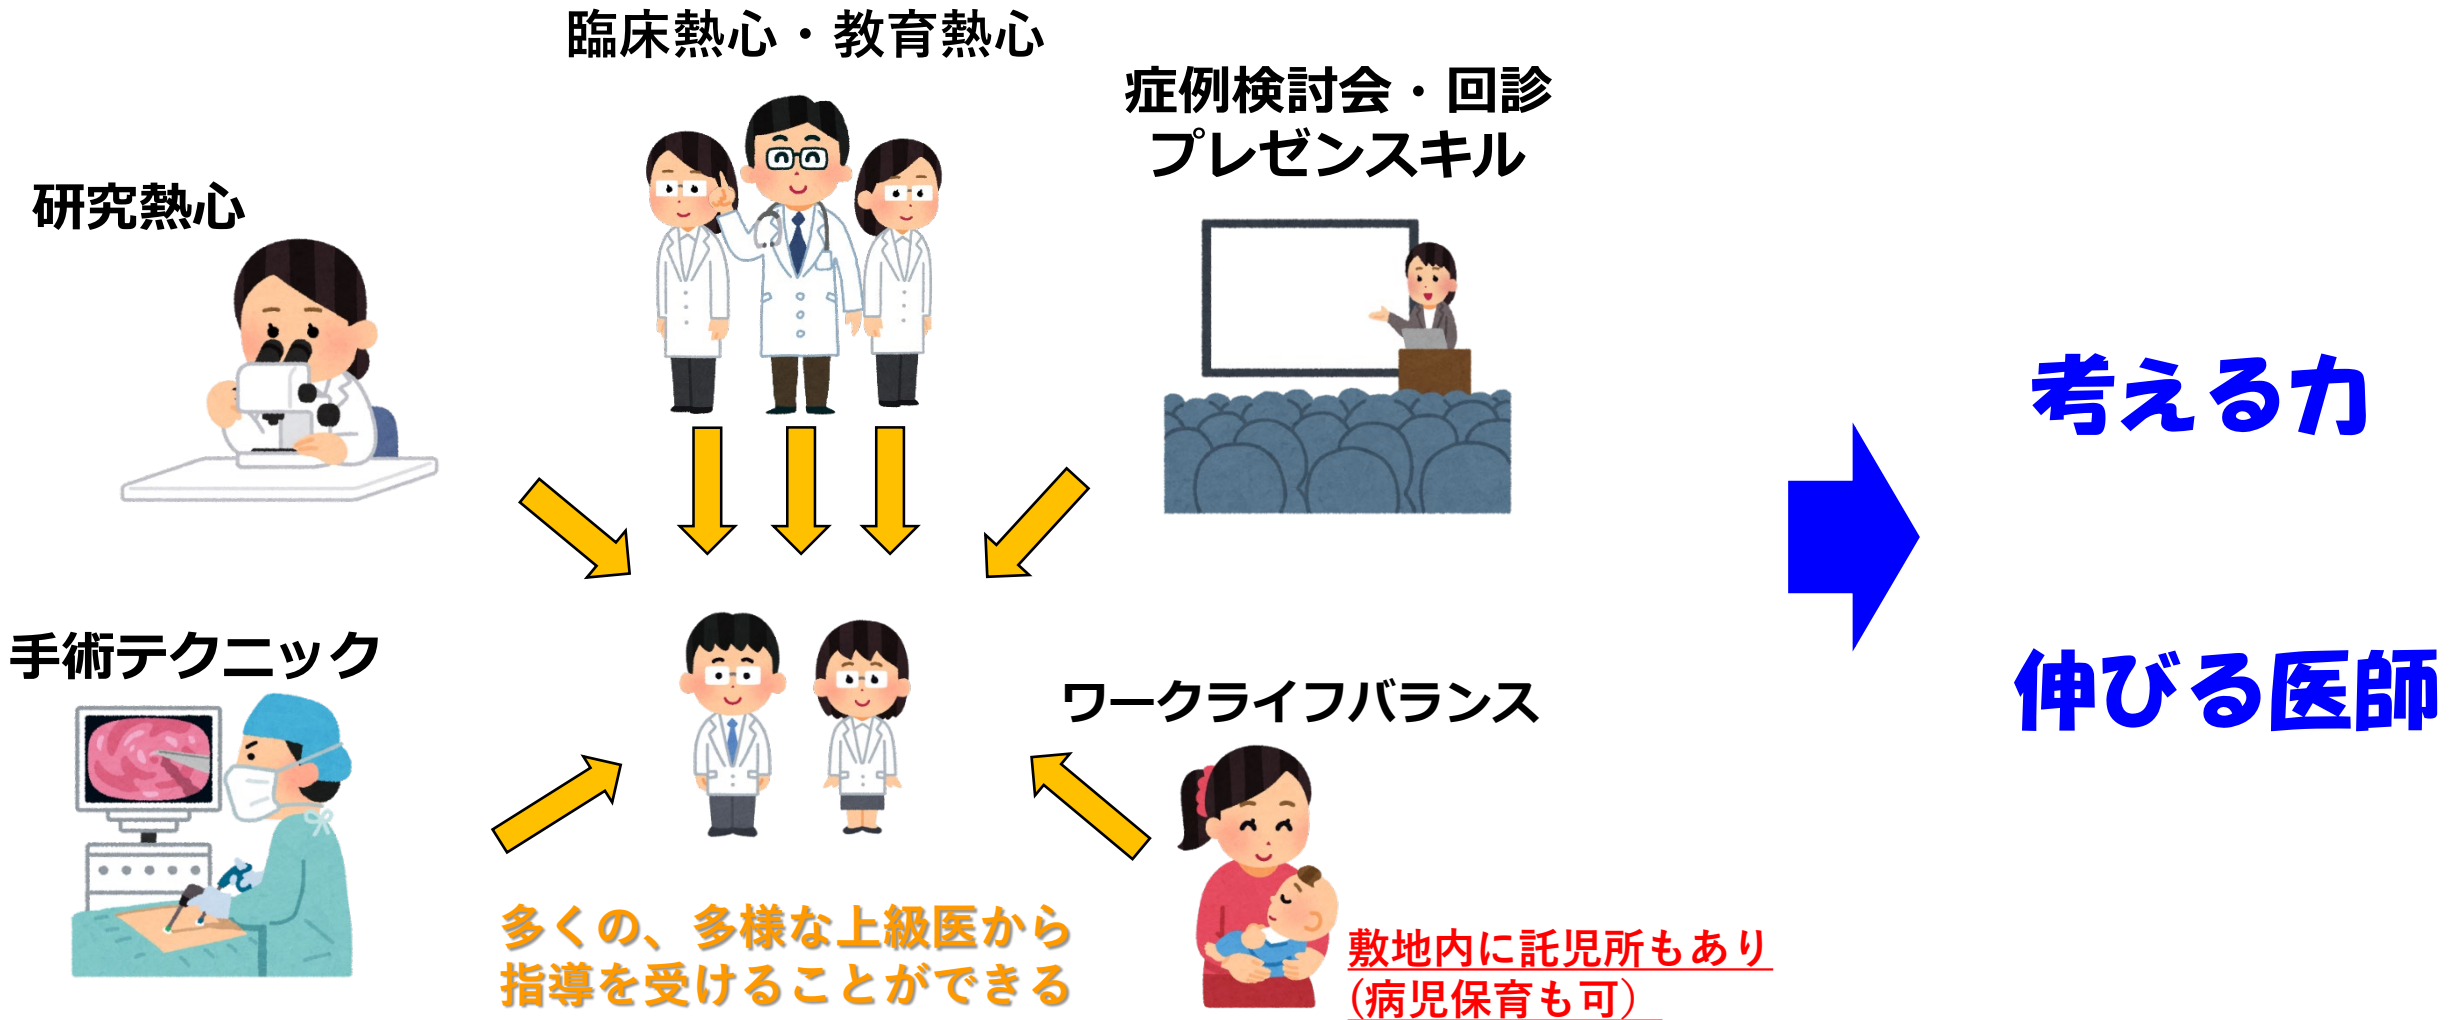 臨床熱心・教育熱心
症例検討会・回診
プレゼンスキル
研究熱心
考える力
手術テクニック
ワークライフバランス
伸びる医師
多くの、多様な上級医から
指導を受けることができる
敷地内に託児所もあり
(病児保育も可)